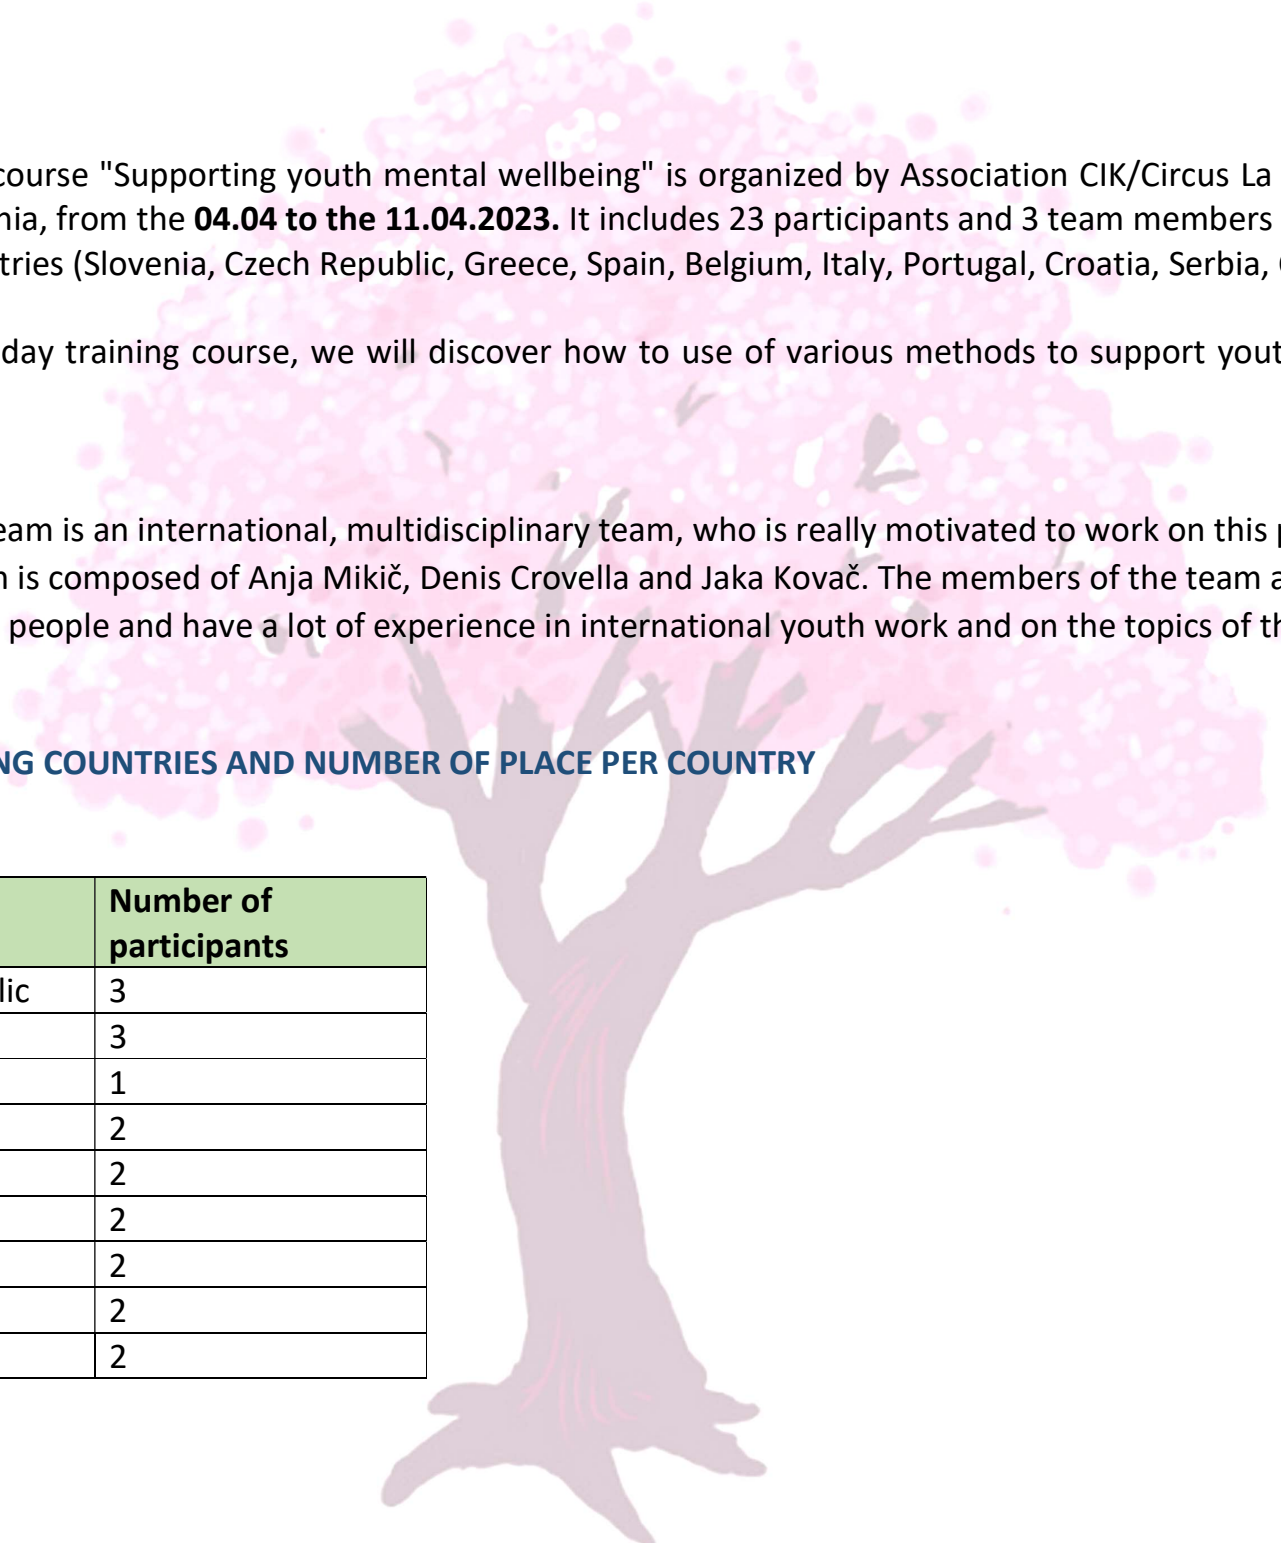 course "Supporting youth mental wellbeing" is organized by Association CIK/Circus La
nia, from the 04.04 to the 11.04.2023. It includes 23 participants and 3 team members
tries (Slovenia, Czech Republic, Greece, Spain, Belgium, Italy, Portugal, Croatia, Serbia,
day training course, we will discover how to use of various methods to support yout
eam is an international, multidisciplinary team, who is really motivated to work on this p
n is composed of Anja Mikič, Denis Crovella and Jaka Kovač. The members of the team a
people and have a lot of experience in international youth work and on the topics of th
NG COUNTRIES AND NUMBER OF PLACE PER COUNTRY
Number of
participants
lic 3
3
1
2
2
2
2
2
2